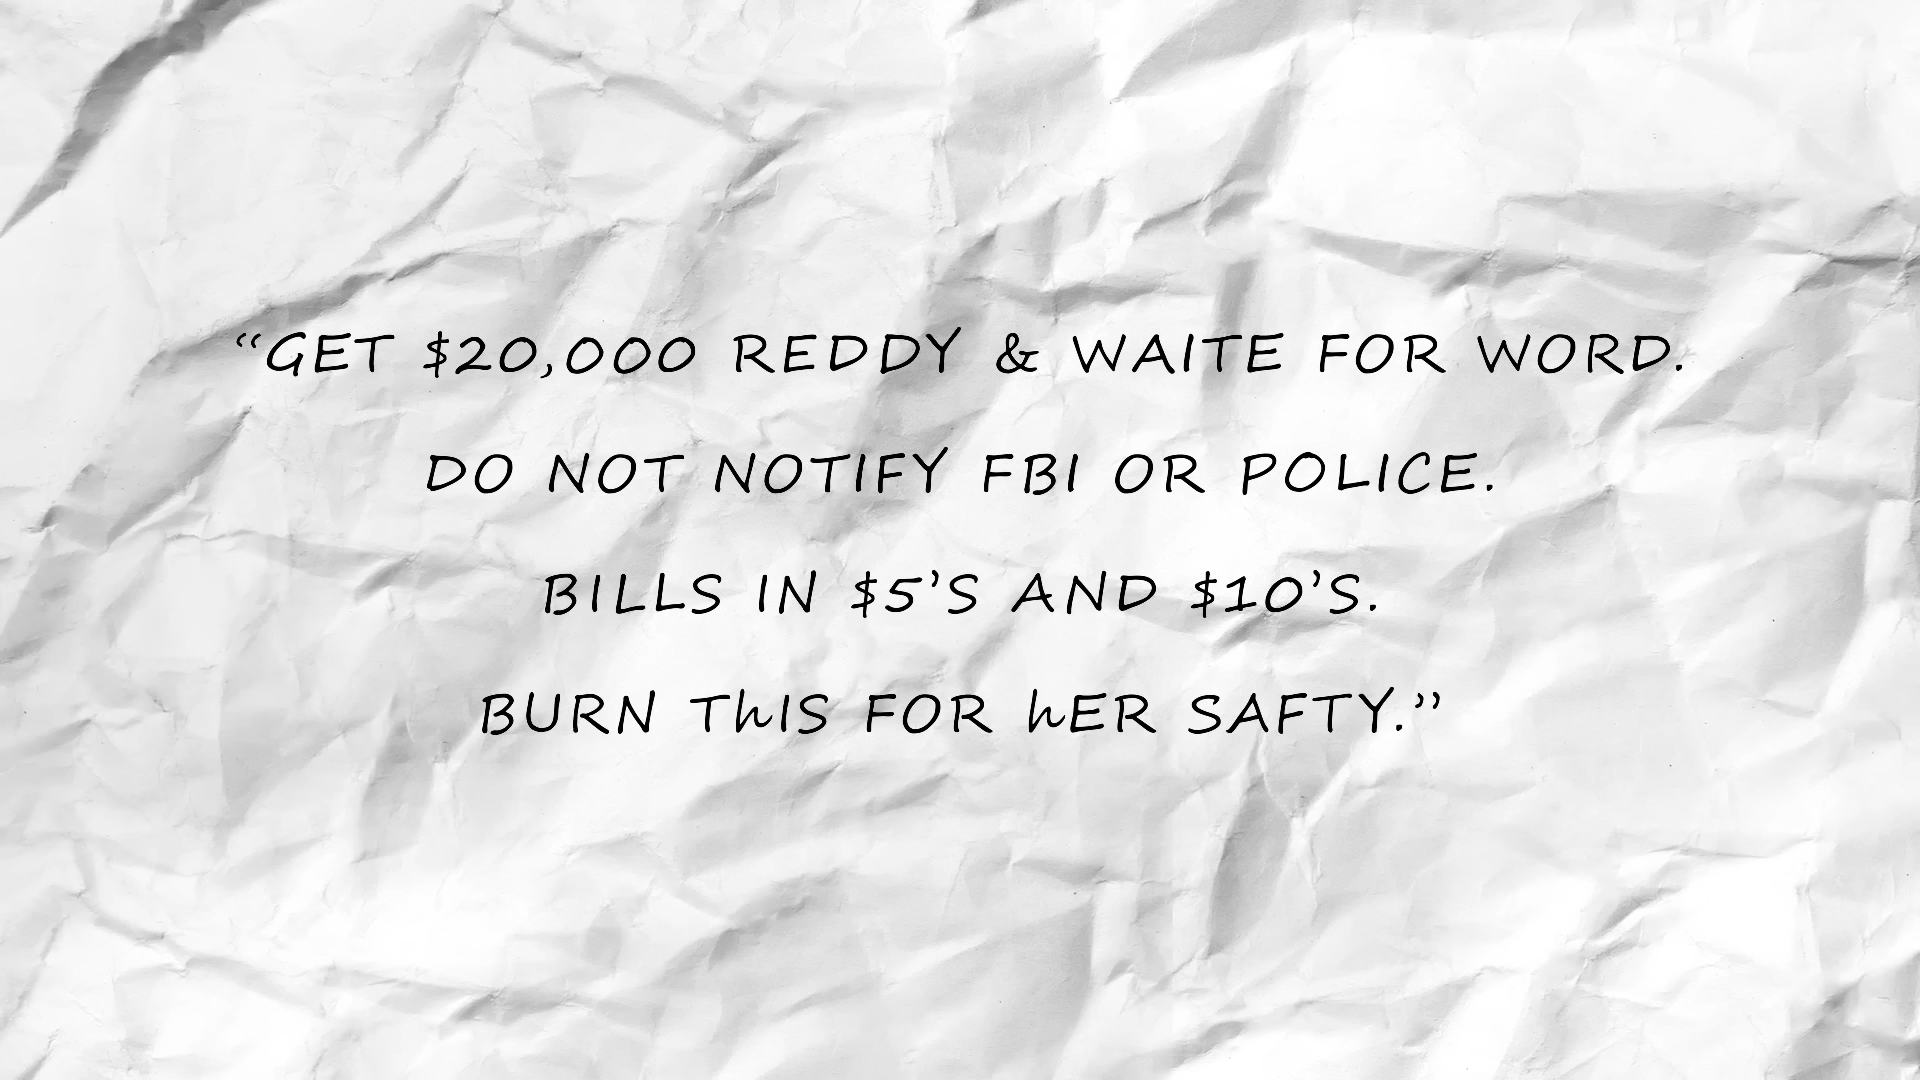 “GET $20,000 REDDY & WAITE FOR WORD.
DO NOT NOTIFY FBI OR POLICE.
BILLS IN $5’S AND $10’S.
BURN ThIS FOR hER SAFTY.”